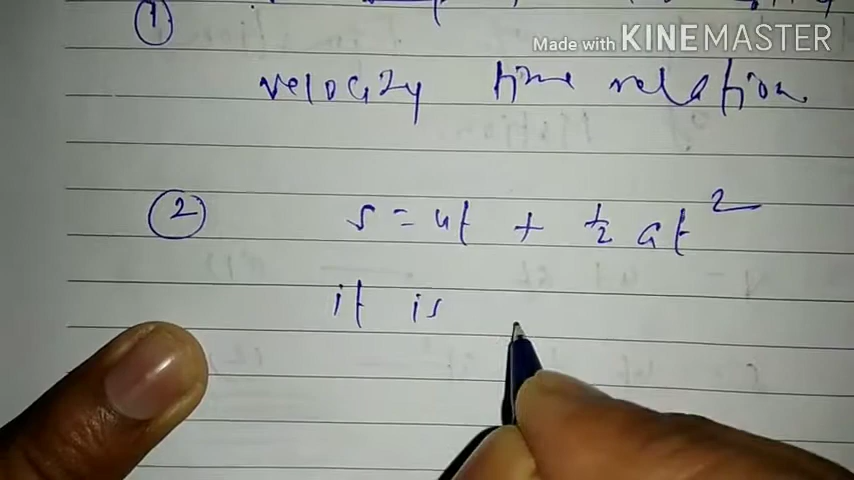 Made with KINEMASTER
①
velocity time relation
② s = ut + 1/2 at²
it is